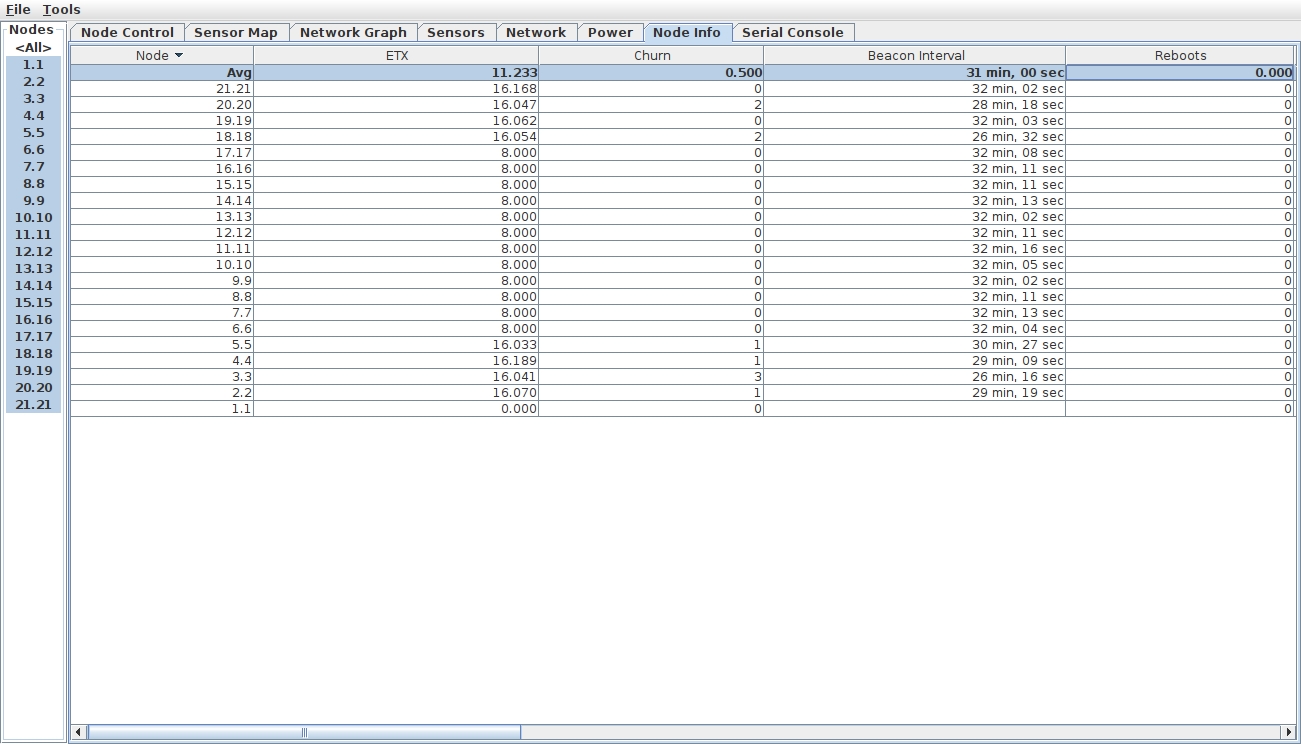 File Tools
Nodes
<All>
1.1
2.2
3.3
4.4
5.5
6.6
7.7
8.8
9.9
10.10
11.11
12.12
13.13
14.14
15.15
16.16
17.17
18.18
19.19
20.20
21.21
Node Control Sensor Map Network Graph Sensors Network Power Node Info Serial Console
Node ETX Churn Beacon Interval Reboots
Avg 11.233 0.500 31 min, 00 sec 0.000
21.21 16.168 0 32 min, 02 sec 0
20.20 16.047 2 28 min, 18 sec 0
19.19 16.062 0 32 min, 03 sec 0
18.18 16.054 2 26 min, 32 sec 0
17.17 8.000 0 32 min, 08 sec 0
16.16 8.000 0 32 min, 11 sec 0
15.15 8.000 0 32 min, 11 sec 0
14.14 8.000 0 32 min, 13 sec 0
13.13 8.000 0 32 min, 02 sec 0
12.12 8.000 0 32 min, 11 sec 0
11.11 8.000 0 32 min, 16 sec 0
10.10 8.000 0 32 min, 05 sec 0
9.9 8.000 0 32 min, 02 sec 0
8.8 8.000 0 32 min, 11 sec 0
7.7 8.000 0 32 min, 13 sec 0
6.6 8.000 0 32 min, 04 sec 0
5.5 16.033 1 30 min, 27 sec 0
4.4 16.189 1 29 min, 09 sec 0
3.3 16.041 3 26 min, 16 sec 0
2.2 16.070 1 29 min, 19 sec 0
1.1 0.000 0 0